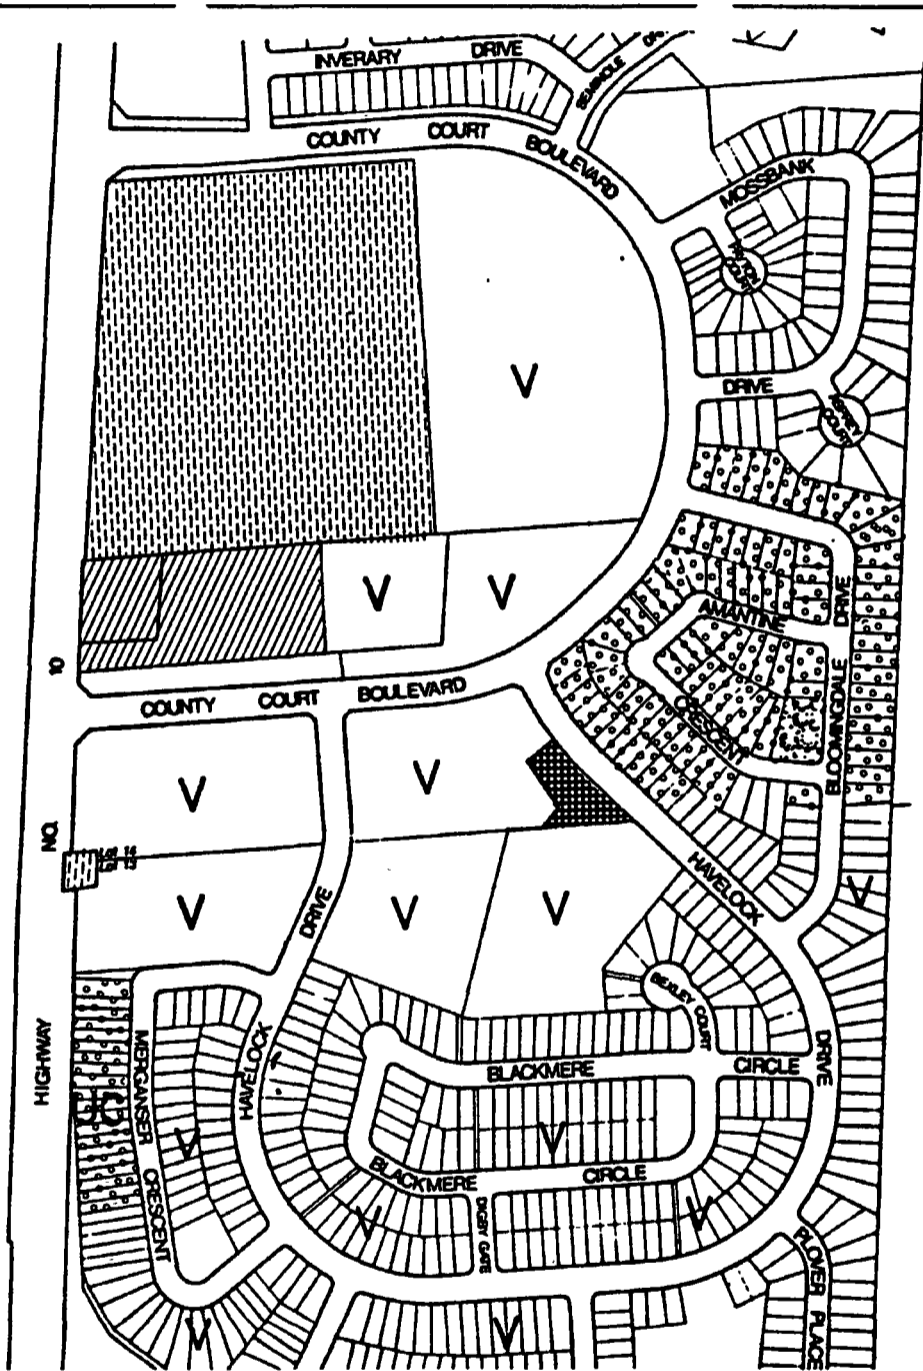 INVERARY DRIVE
SEMINOLE
COUNTY COURT BOULEVARD
MOSSBANK
DRIVE
V
V
V
AMANTINE
DRIVE
CRESCENT
BLOOMINGDALE
COUNTY COURT BOULEVARD
HIGHWAY NO. 10
V
V
V
V
V
V
DRIVE
HAVELOCK
BEXLEY COURT
DRIVE
MERGANSER CRESCENT
HAVELOCK
BLACKMERE CIRCLE
V
V
BLACKMERE CIRCLE
DIGBY GATE
V
V
PLOVER PLACE
V
V